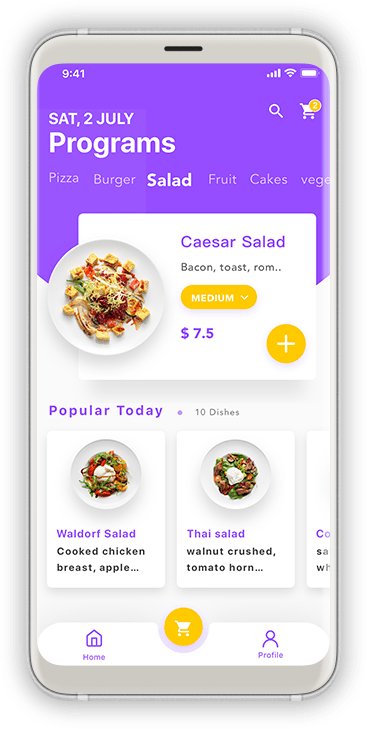 9:41
SAT, 2 JULY
2
Programs
Pizza Burger Salad Fruit Cakes vege
Caesar Salad
Bacon, toast, rom..
MEDIUM
$ 7.5
Popular Today 10 Dishes
Waldorf Salad
Cooked chicken
breast, apple...
Thai salad
walnut crushed,
tomato horn...
Co
sa
wh
Home
Profile